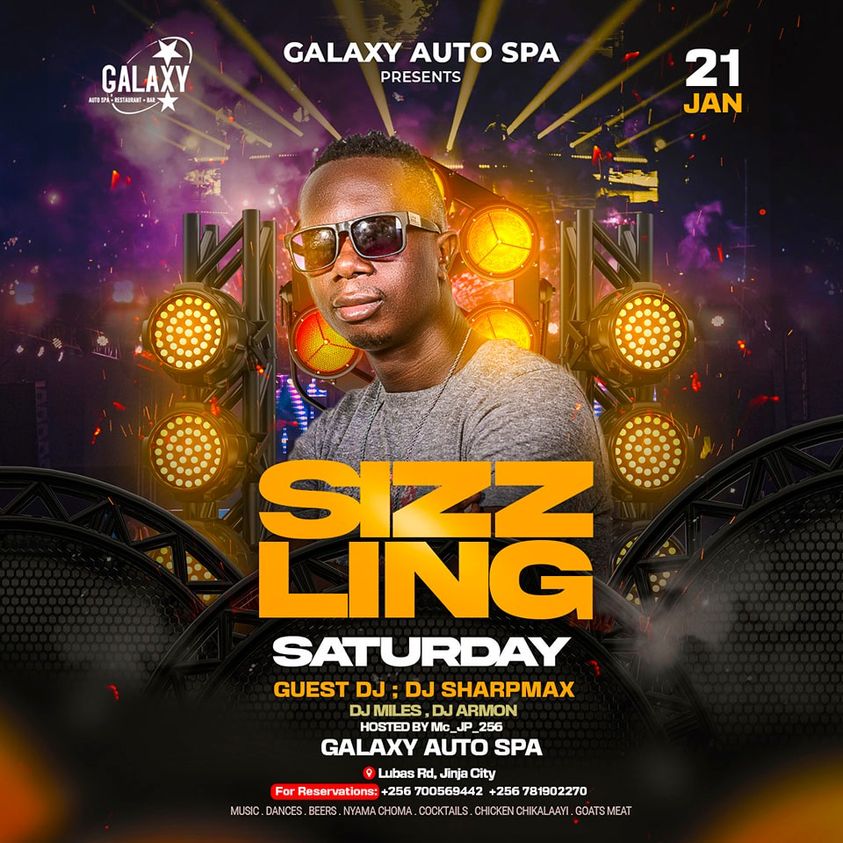 GALAXY
AUTO SPA • RESTAURANT • BAR
GALAXY AUTO SPA
PRESENTS
21
JAN
SIZZ
LING
SATURDAY
GUEST DJ ; DJ SHARPMAX
DJ MILES , DJ ARMON
HOSTED BY Mc_JP_256
GALAXY AUTO SPA
Lubas Rd, Jinja City
For Reservations: +256 700569442 +256 781902270
MUSIC . DANCES . BEERS . NYAMA CHOMA . COCKTAILS . CHICKEN CHIKALAAYI . GOATS MEAT